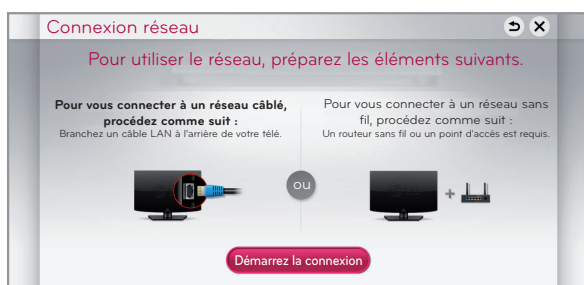 Connexion réseau
Pour utiliser le réseau, préparez les éléments suivants.
Pour vous connecter à un réseau câblé,
procédez comme suit :
Branchez un câble LAN à l'arrière de votre télé.
ou
Pour vous connecter à un réseau sans
fil, procédez comme suit :
Un routeur sans fil ou un point d'accès est requis.
+
Démarrez la connexion